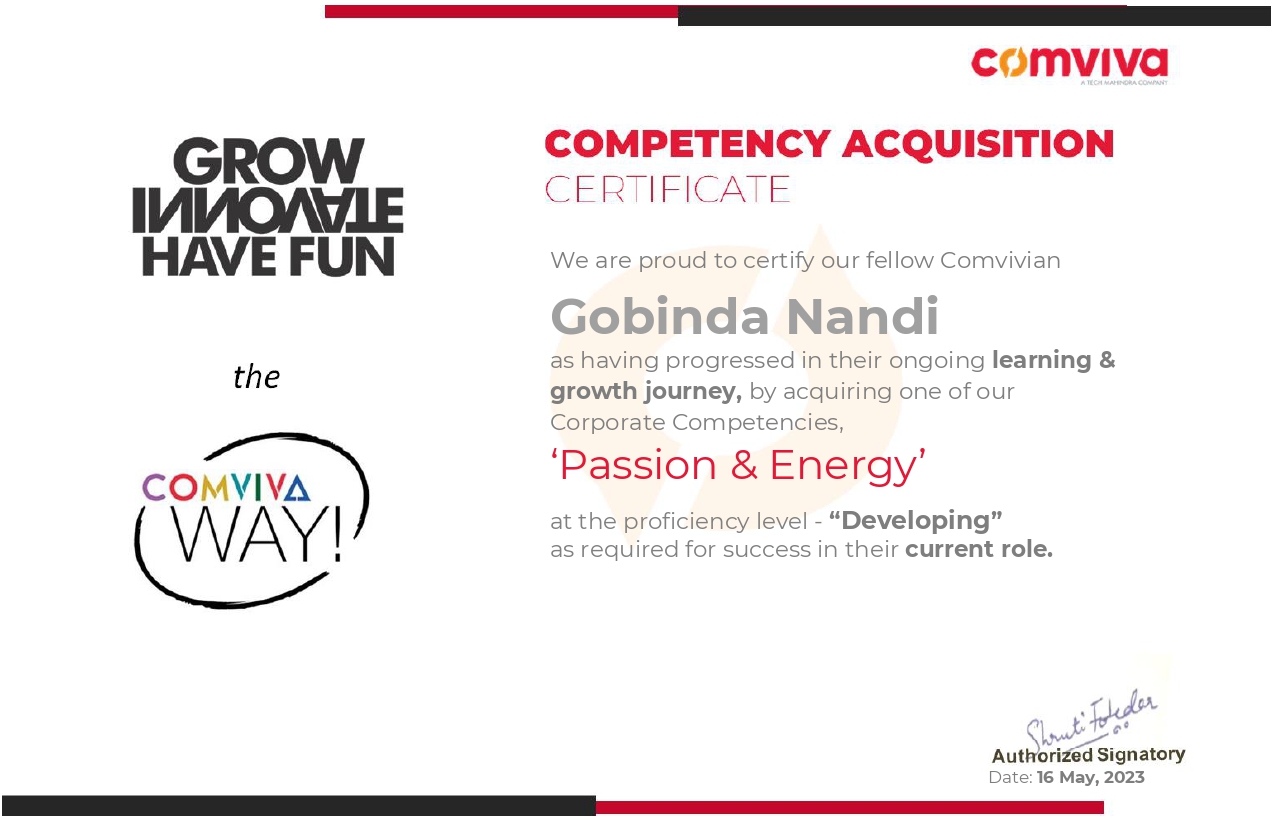 comviva
A TECH MAHINDRA COMPANY
GROW
INNOVATE
HAVE FUN
the
COMVIVA
WAY!
COMPETENCY ACQUISITION
CERTIFICATE
We are proud to certify our fellow Comvivian
Gobinda Nandi
as having progressed in their ongoing learning &
growth journey, by acquiring one of our
Corporate Competencies,
‘Passion & Energy’
at the proficiency level - “Developing”
as required for success in their current role.
Shruti Fotedar
Authorized Signatory
Date: 16 May, 2023